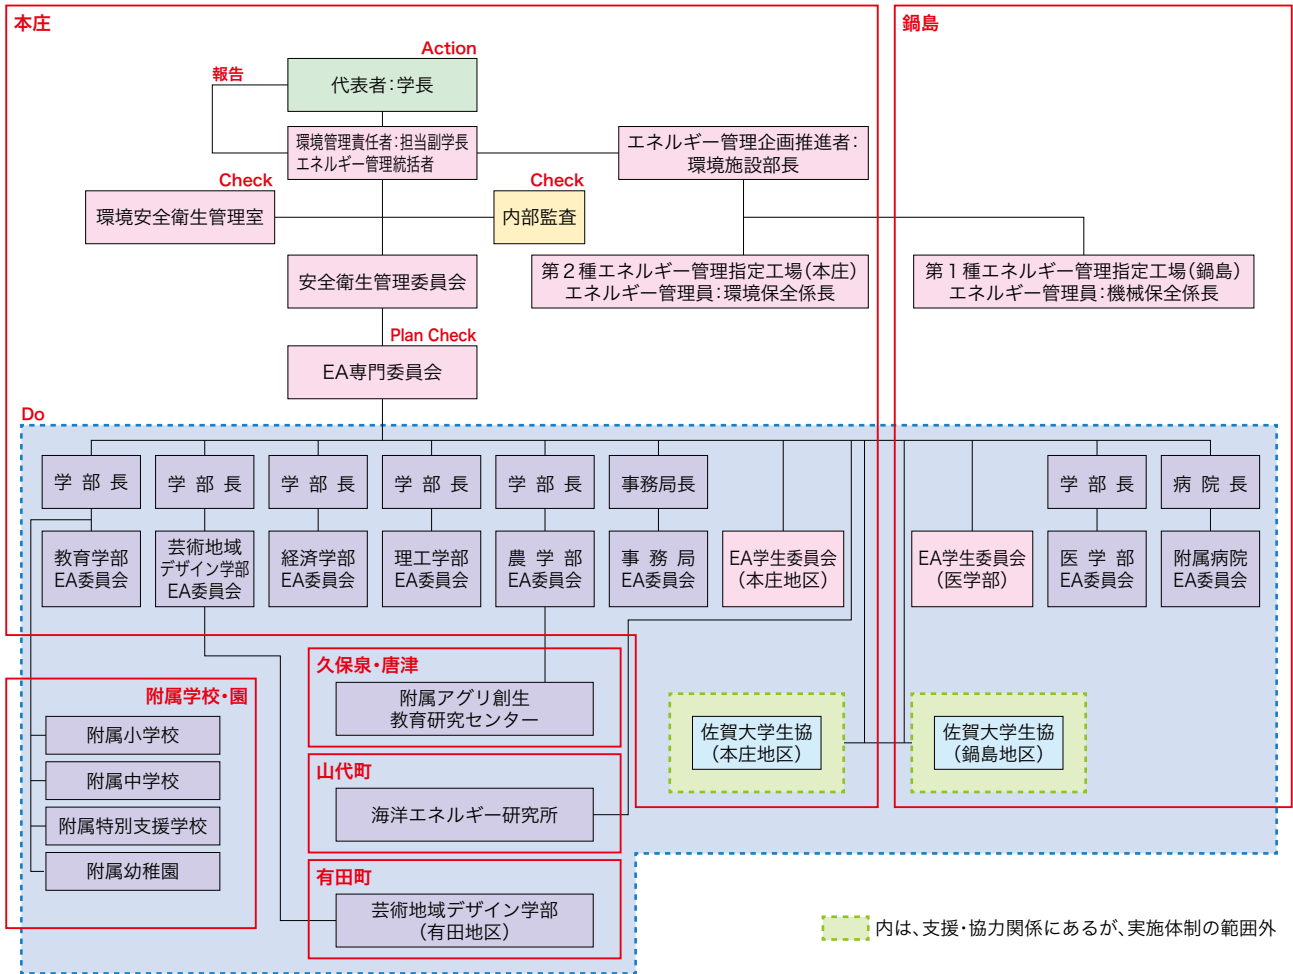 本庄
鍋島
Action
報告
代表者：学長
環境管理責任者：担当副学長
エネルギー管理統括者
エネルギー管理企画推進者：
環境施設部長
Check
環境安全衛生管理室
Check
内部監査
安全衛生管理委員会
第２種エネルギー管理指定工場（本庄）
エネルギー管理員：環境保全係長
第１種エネルギー管理指定工場（鍋島）
エネルギー管理員：機械保全係長
Plan Check
EA専門委員会
Do
学部長
学部長
学部長
学部長
学部長
事務局長
学部長
病院長
教育学部
EA委員会
芸術地域
デザイン学部
EA委員会
経済学部
EA委員会
理工学部
EA委員会
農学部
EA委員会
事務局
EA委員会
EA学生委員会
（本庄地区）
EA学生委員会
（医学部）
医学部
EA委員会
附属病院
EA委員会
附属学校・園
附属小学校
附属中学校
附属特別支援学校
附属幼稚園
久保泉・唐津
附属アグリ創生
教育研究センター
山代町
海洋エネルギー研究所
有田町
芸術地域デザイン学部
（有田地区）
佐賀大学生協
（本庄地区）
佐賀大学生協
（鍋島地区）
内は、支援・協力関係にあるが、実施体制の範囲外